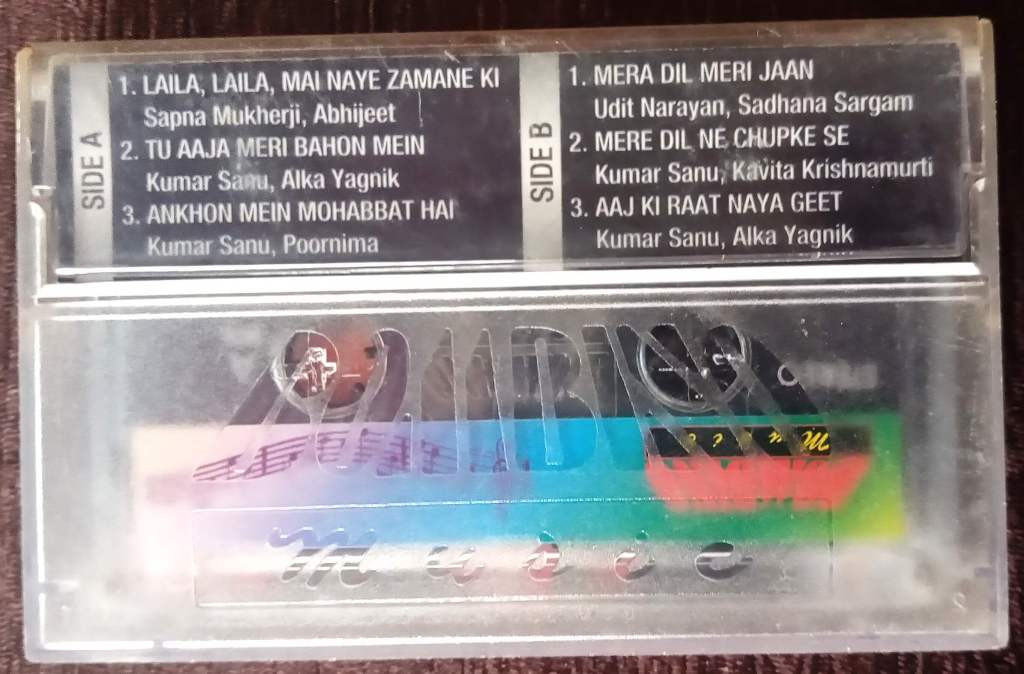 SIDE A
1. LAILA, LAILA, MAI NAYE ZAMANE KI
Sapna Mukherji, Abhijeet
2. TU AAJA MERI BAHON MEIN
Kumar Sanu, Alka Yagnik
3. ANKHON MEIN MOHABBAT HAI
Kumar Sanu, Poornima
SIDE B
1. MERA DIL MERI JAAN
Udit Narayan, Sadhana Sargam
2. MERE DIL NE CHUPKE SE
Kumar Sanu, Kavita Krishnamurti
3. AAJ KI RAAT NAYA GEET
Kumar Sanu, Alka Yagnik
Music